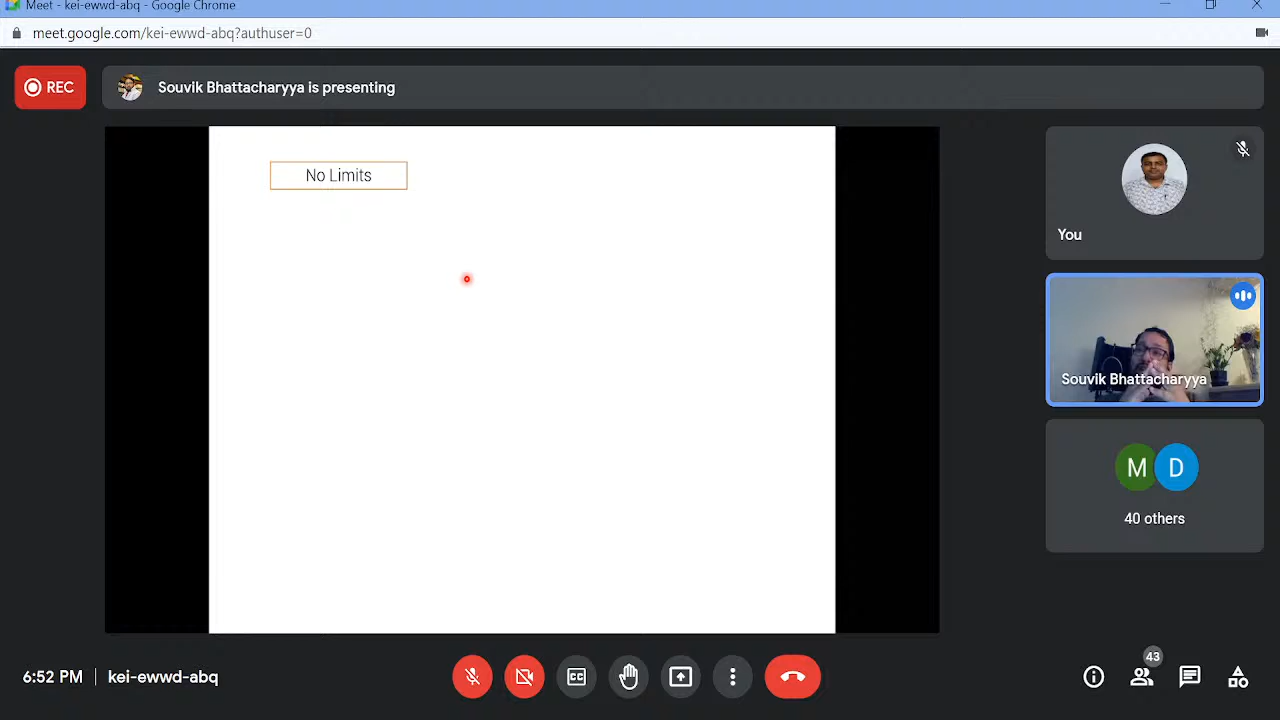 Meet - kei-ewwd-abq - Google Chrome
meet.google.com/kei-ewwd-abq?authuser=0
REC
Souvik Bhattacharyya is presenting
No Limits
You
Souvik Bhattacharyya
M D
40 others
6:52 PM | kei-ewwd-abq
CC
43